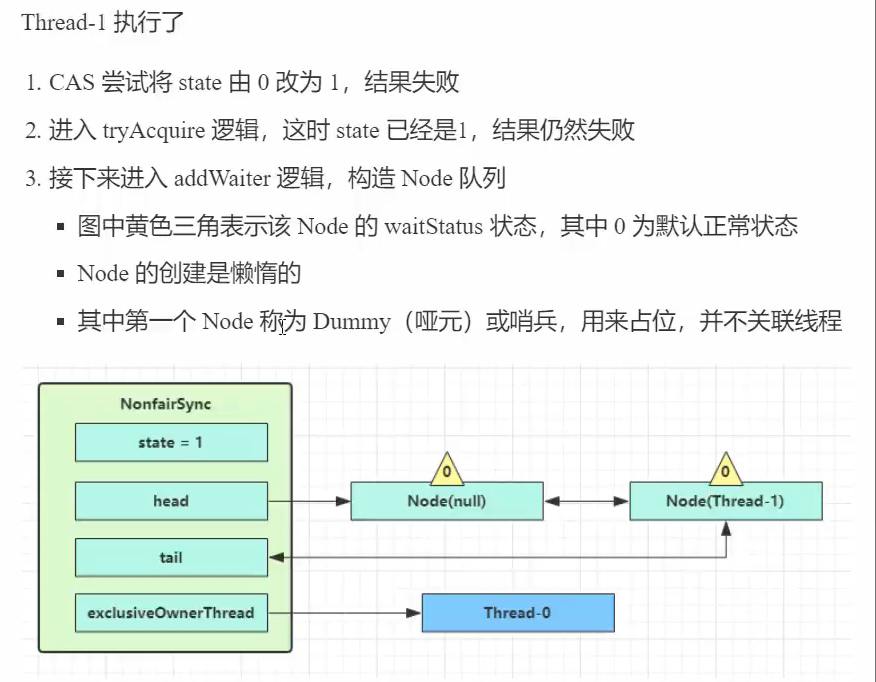 Thread-1 执行了
1. CAS 尝试将 state 由 0 改为 1，结果失败
2. 进入 tryAcquire 逻辑，这时 state 已经是1，结果仍然失败
3. 接下来进入 addWaiter 逻辑，构造 Node 队列
▪ 图中黄色三角表示该 Node 的 waitStatus 状态，其中 0 为默认正常状态
▪ Node 的创建是懒惰的
▪ 其中第一个 Node 称为 Dummy（哑元）或哨兵，用来占位，并不关联线程
NonfairSync
state = 1
0
0
head
Node(null)
Node(Thread-1)
tail
exclusiveOwnerThread
Thread-0